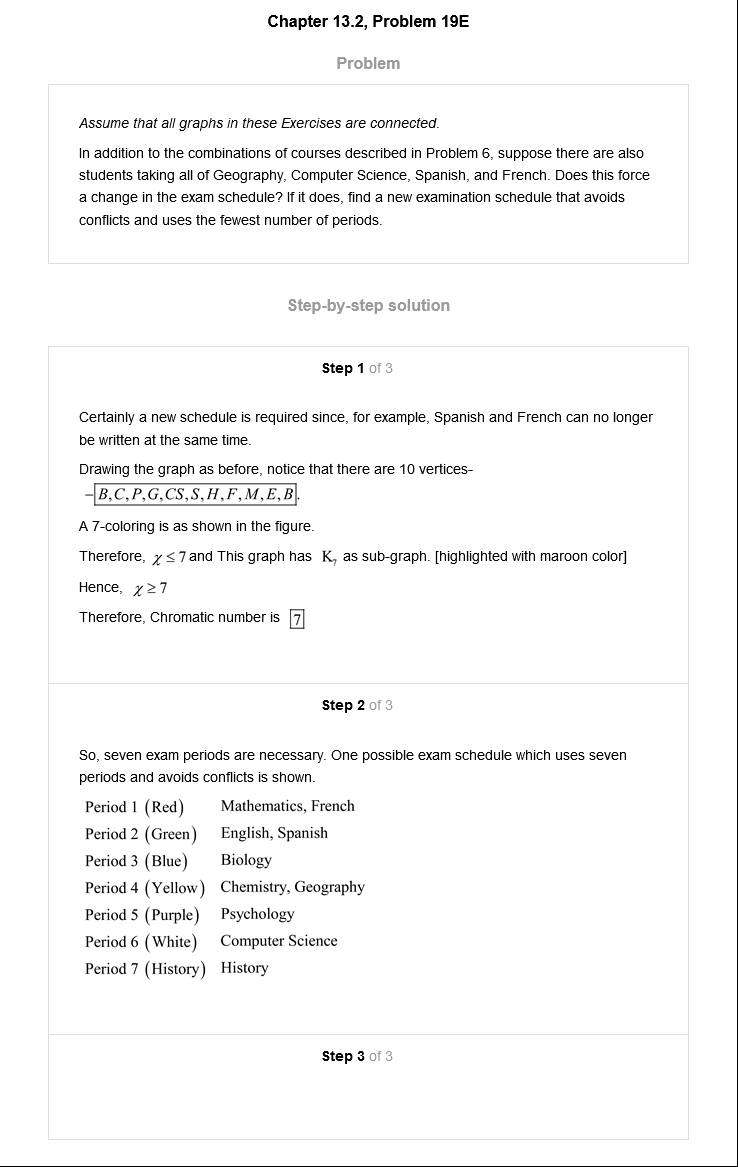 Chapter 13.2, Problem 19E
Problem
Assume that all graphs in these Exercises are connected.
In addition to the combinations of courses described in Problem 6, suppose there are also
students taking all of Geography, Computer Science, Spanish, and French. Does this force
a change in the exam schedule? If it does, find a new examination schedule that avoids
conflicts and uses the fewest number of periods.
Step-by-step solution
Step 1 of 3
Certainly a new schedule is required since, for example, Spanish and French can no longer
be written at the same time.
Drawing the graph as before, notice that there are 10 vertices-
–B,C,P,G,CS,S,H,F,M,E,B.
A 7-coloring is as shown in the figure.
Therefore, χ ≤ 7 and This graph has K₇ as sub-graph. [highlighted with maroon color]
Hence, χ ≥ 7
Therefore, Chromatic number is 7
Step 2 of 3
So, seven exam periods are necessary. One possible exam schedule which uses seven
periods and avoids conflicts is shown.
Period 1 (Red) Mathematics, French
Period 2 (Green) English, Spanish
Period 3 (Blue) Biology
Period 4 (Yellow) Chemistry, Geography
Period 5 (Purple) Psychology
Period 6 (White) Computer Science
Period 7 (History) History
Step 3 of 3